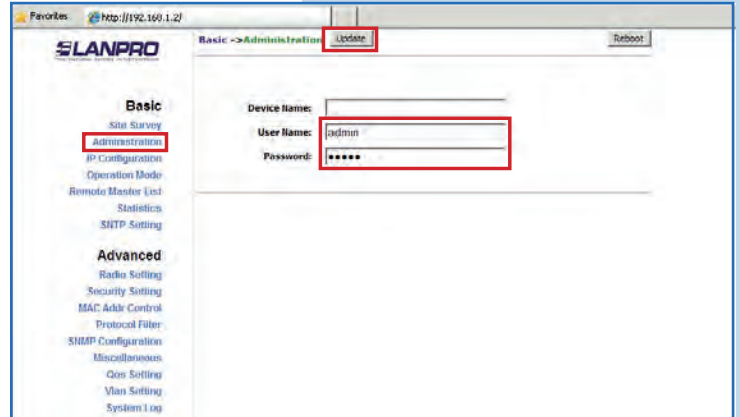 Favorites http://192.168.1.2/
LANPRO
Basic ->Administration Update Reboot
Basic
Site Survey
Administration
IP Configuration
Operation Mode
Remote Master List
Statistics
SNTP Setting
Advanced
Radio Setting
Security Setting
MAC Addr Control
Protocol Filter
SNMP Configuration
Miscellaneous
Qos Setting
Vlan Setting
System Log
Device Name:
User Name: admin
Password: •••••